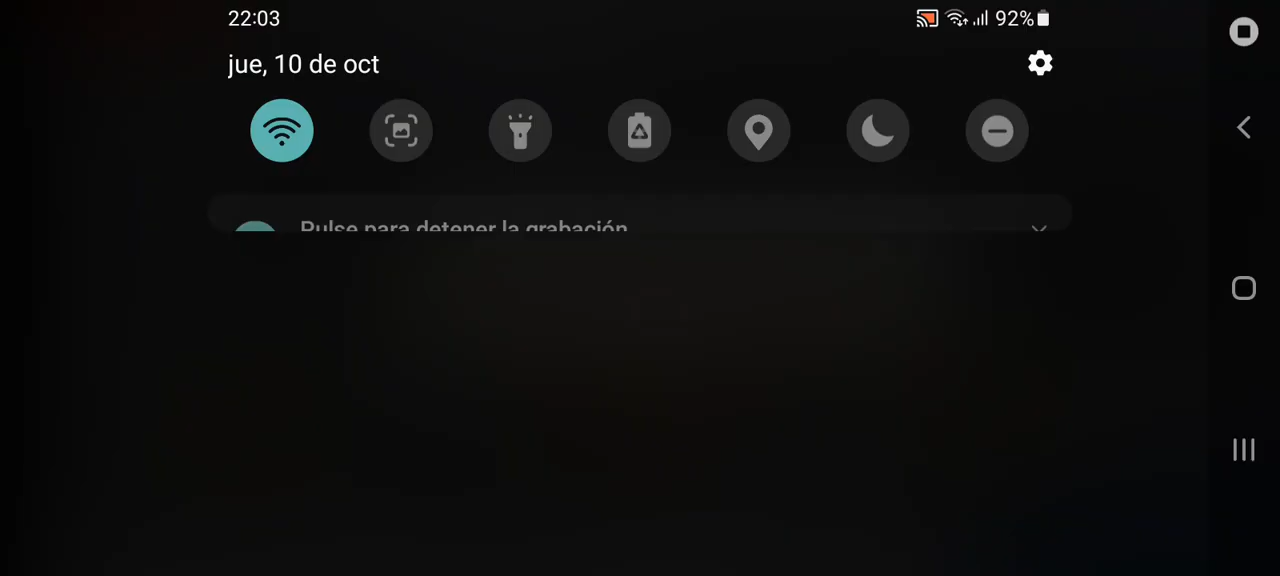 22:03
92%
jue, 10 de oct
Pulse para detener la grabación